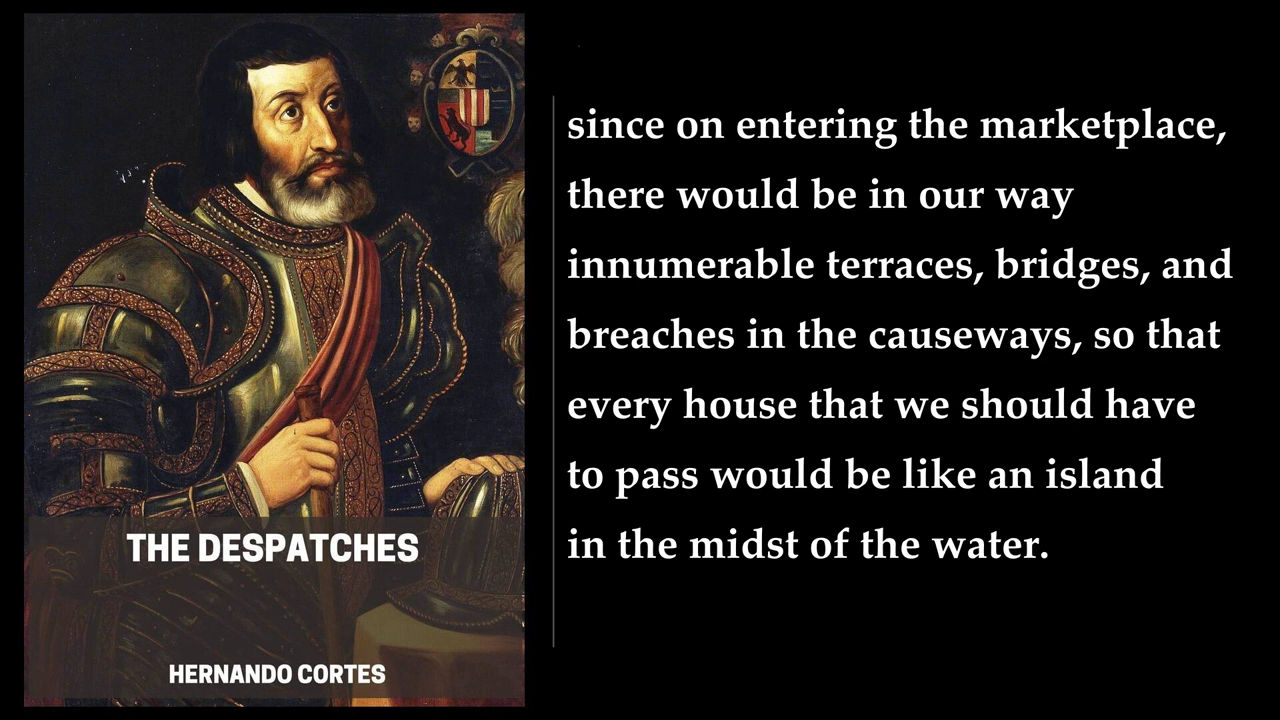 THE DESPATCHES
HERNANDO CORTES
since on entering the marketplace,
there would be in our way
innumerable terraces, bridges, and
breaches in the causeways, so that
every house that we should have
to pass would be like an island
in the midst of the water.